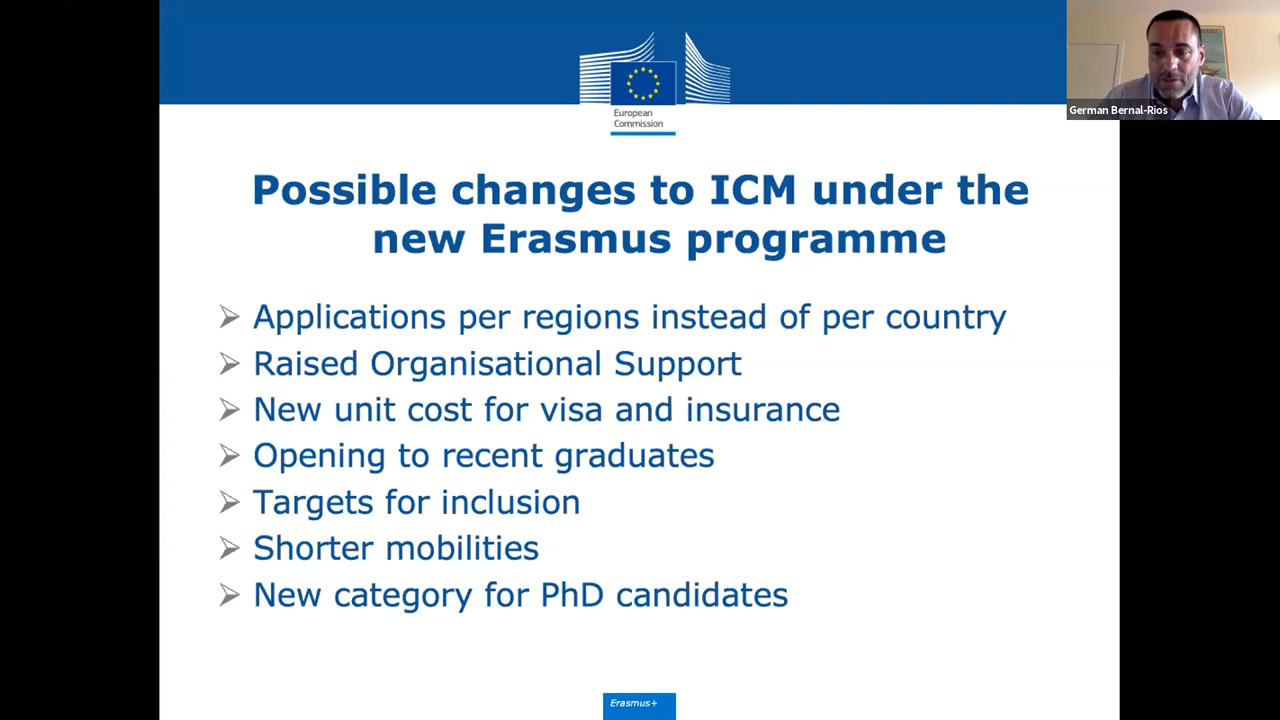 European
Commission
German Bernal-Rios
Possible changes to ICM under the
new Erasmus programme
Applications per regions instead of per country
Raised Organisational Support
New unit cost for visa and insurance
Opening to recent graduates
Targets for inclusion
Shorter mobilities
New category for PhD candidates
Erasmus+